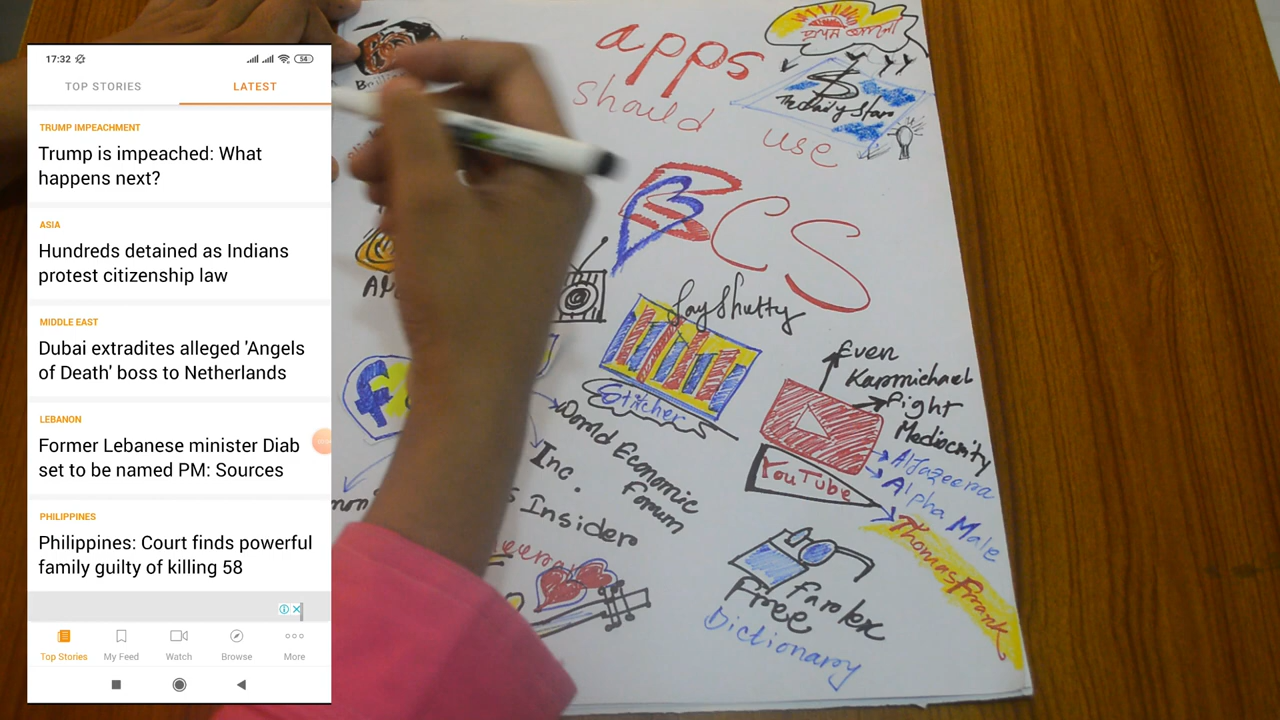 17:32
54
TOP STORIES
LATEST
TRUMP IMPEACHMENT
Trump is impeached: What
happens next?
ASIA
Hundreds detained as Indians
protest citizenship law
MIDDLE EAST
Dubai extradites alleged 'Angels
of Death' boss to Netherlands
LEBANON
Former Lebanese minister Diab
set to be named PM: Sources
PHILIPPINES
Philippines: Court finds powerful
family guilty of killing 58
Top Stories
My Feed
Watch
Browse
More
apps
should
use
The Daily Star
BCS
Jay Shutty
Stitcher
Even
Karmichael
fight
Mediocrity
YouTube
Aljazeera
Alpha Male
Thomas Frank
World Economic
Forum
Inc.
Insider
Free
Farlex
Dictionary